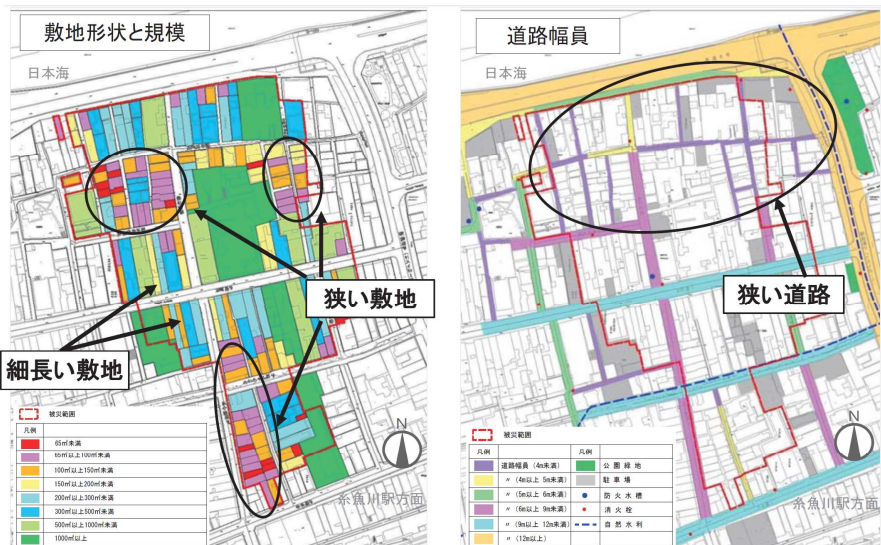 敷地形状と規模
日本海
狭い敷地
細長い敷地
N
糸魚川駅方面
被災範囲
凡例
65㎡未満
65㎡以上100㎡未満
100㎡以上150㎡未満
150㎡以上200㎡未満
200㎡以上300㎡未満
300㎡以上500㎡未満
500㎡以上1000㎡未満
1000㎡以上
道路幅員
日本海
狭い道路
N
糸魚川駅方面
被災範囲
凡例 凡例
道路幅員(4m未満) 公園緑地
〃 (4m以上 5m未満) 駐車場
〃 (5m以上 6m未満) 防火水槽
〃 (6m以上 9m未満) 消火栓
〃 (9m以上 12m未満) 自然水利
〃 (12m以上)